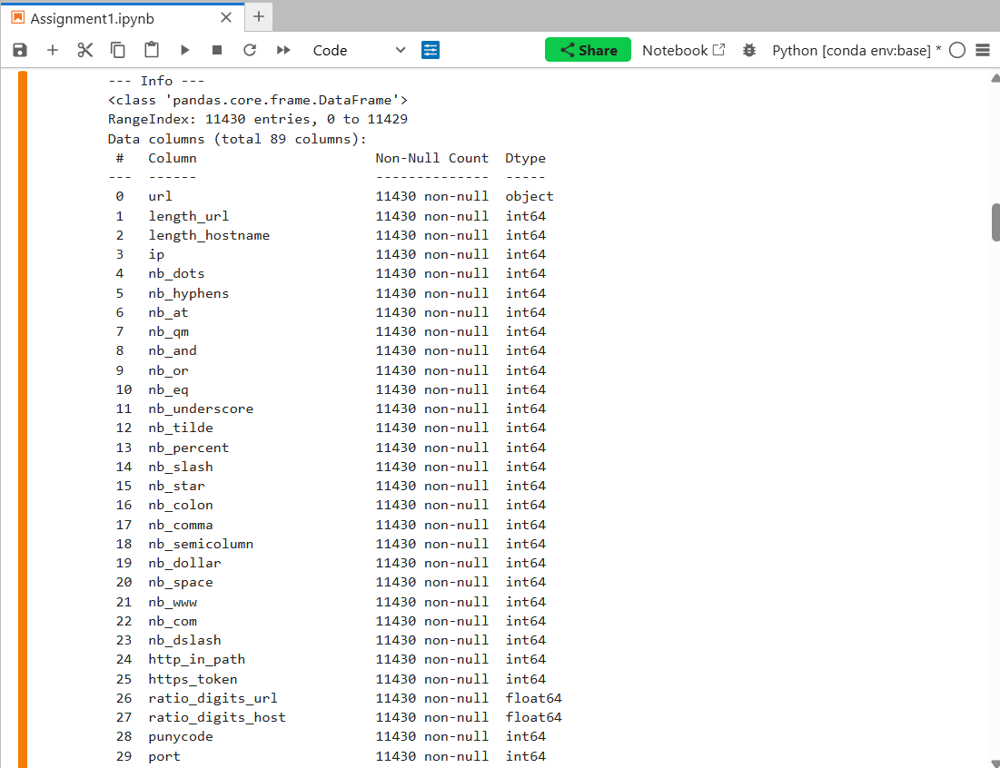 Assignment1.ipynb
Code
Share
Notebook
Python [conda env:base] *
--- Info ---
<class 'pandas.core.frame.DataFrame'>
RangeIndex: 11430 entries, 0 to 11429
Data columns (total 89 columns):
# Column Non-Null Count Dtype
--- ------ -------------- -----
0 url 11430 non-null object
1 length_url 11430 non-null int64
2 length_hostname 11430 non-null int64
3 ip 11430 non-null int64
4 nb_dots 11430 non-null int64
5 nb_hyphens 11430 non-null int64
6 nb_at 11430 non-null int64
7 nb_qm 11430 non-null int64
8 nb_and 11430 non-null int64
9 nb_or 11430 non-null int64
10 nb_eq 11430 non-null int64
11 nb_underscore 11430 non-null int64
12 nb_tilde 11430 non-null int64
13 nb_percent 11430 non-null int64
14 nb_slash 11430 non-null int64
15 nb_star 11430 non-null int64
16 nb_colon 11430 non-null int64
17 nb_comma 11430 non-null int64
18 nb_semicolumn 11430 non-null int64
19 nb_dollar 11430 non-null int64
20 nb_space 11430 non-null int64
21 nb_www 11430 non-null int64
22 nb_com 11430 non-null int64
23 nb_dslash 11430 non-null int64
24 http_in_path 11430 non-null int64
25 https_token 11430 non-null int64
26 ratio_digits_url 11430 non-null float64
27 ratio_digits_host 11430 non-null float64
28 punycode 11430 non-null int64
29 port 11430 non-null int64